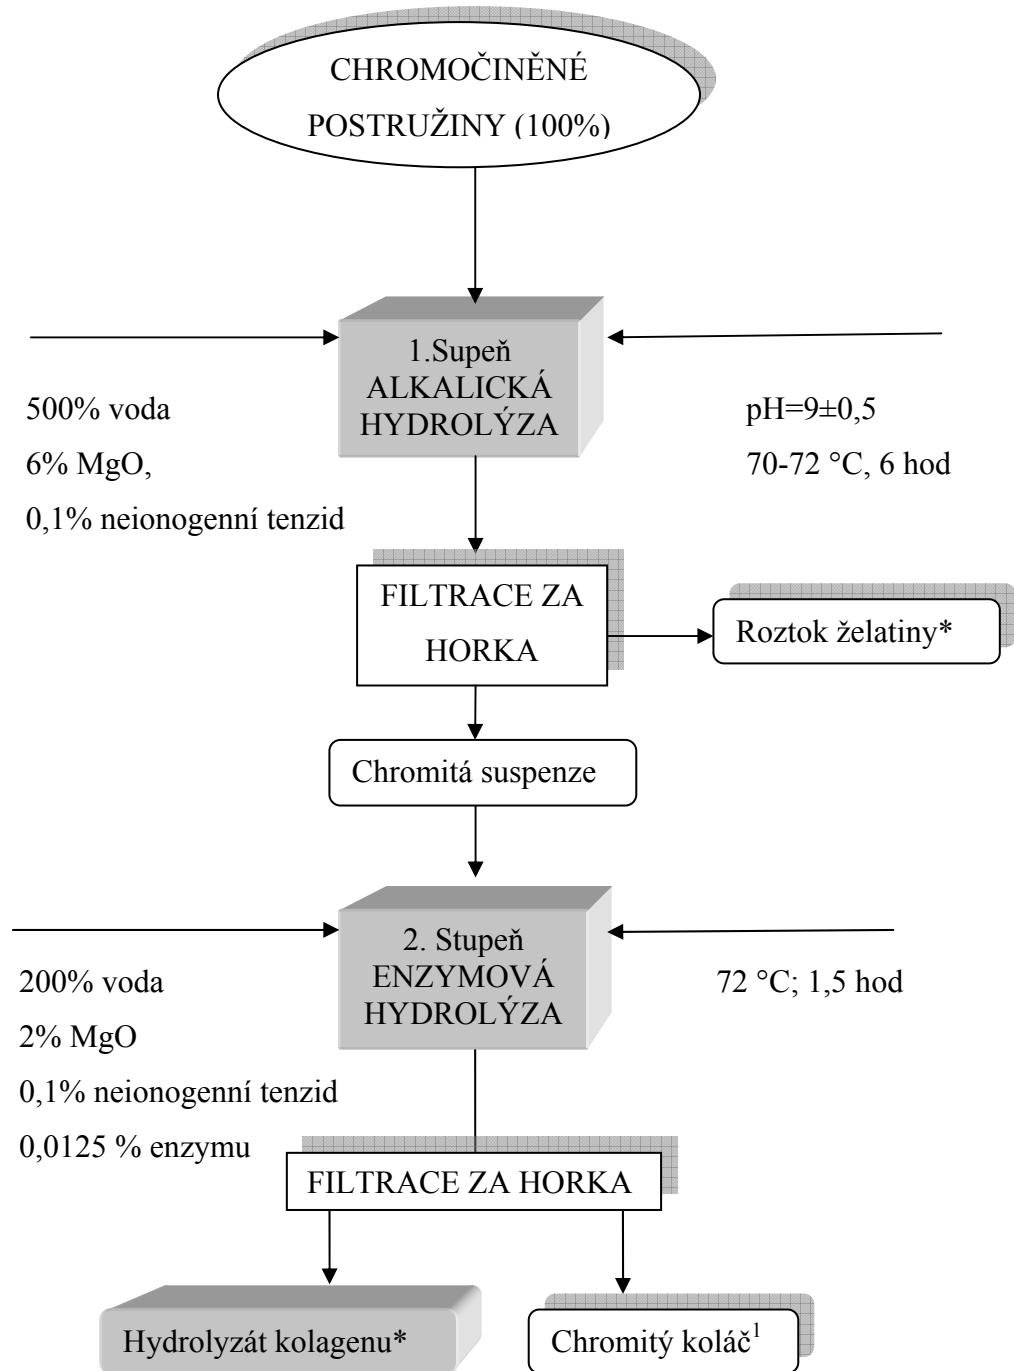 CHROMOČINĚNÉ
POSTRUŽINY (100%)
1.Supeň
ALKALICKÁ
HYDROLÝZA
500% voda
6% MgO,
0,1% neionogenní tenzid
pH=9±0,5
70-72 °C, 6 hod
FILTRACE ZA
HORKA
Roztok želatiny*
Chromitá suspenze
2. Stupeň
ENZYMOVÁ
HYDROLÝZA
200% voda
2% MgO
0,1% neionogenní tenzid
0,0125 % enzymu
72 °C; 1,5 hod
FILTRACE ZA HORKA
Hydrolyzát kolagenu*
Chromitý koláč¹